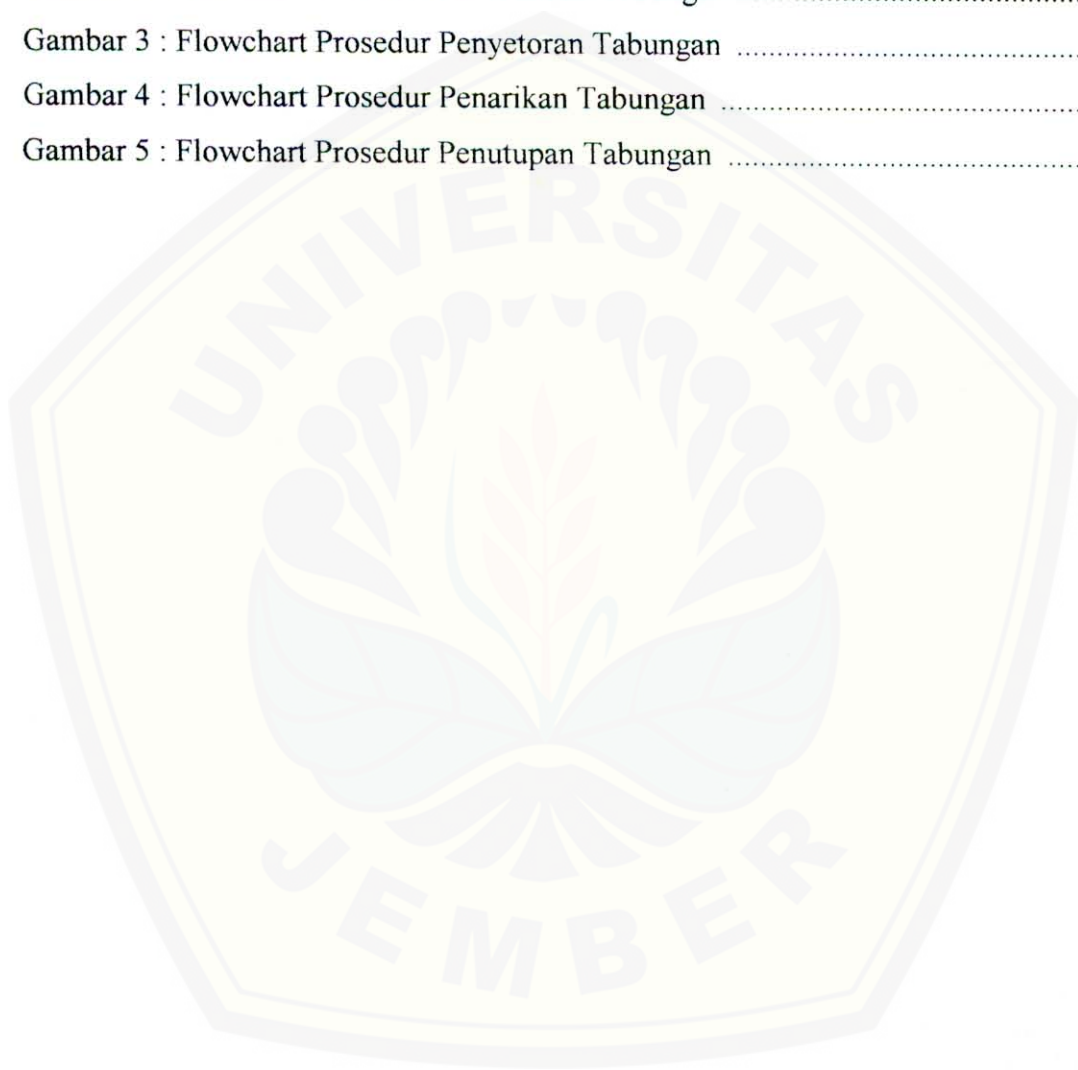 Gambar 3 : Flowchart Prosedur Penyetoran Tabungan ........................................
Gambar 4 : Flowchart Prosedur Penarikan Tabungan ..........................................
Gambar 5 : Flowchart Prosedur Penutupan Tabungan .........................................
UNIVERSITAS
JEMBER